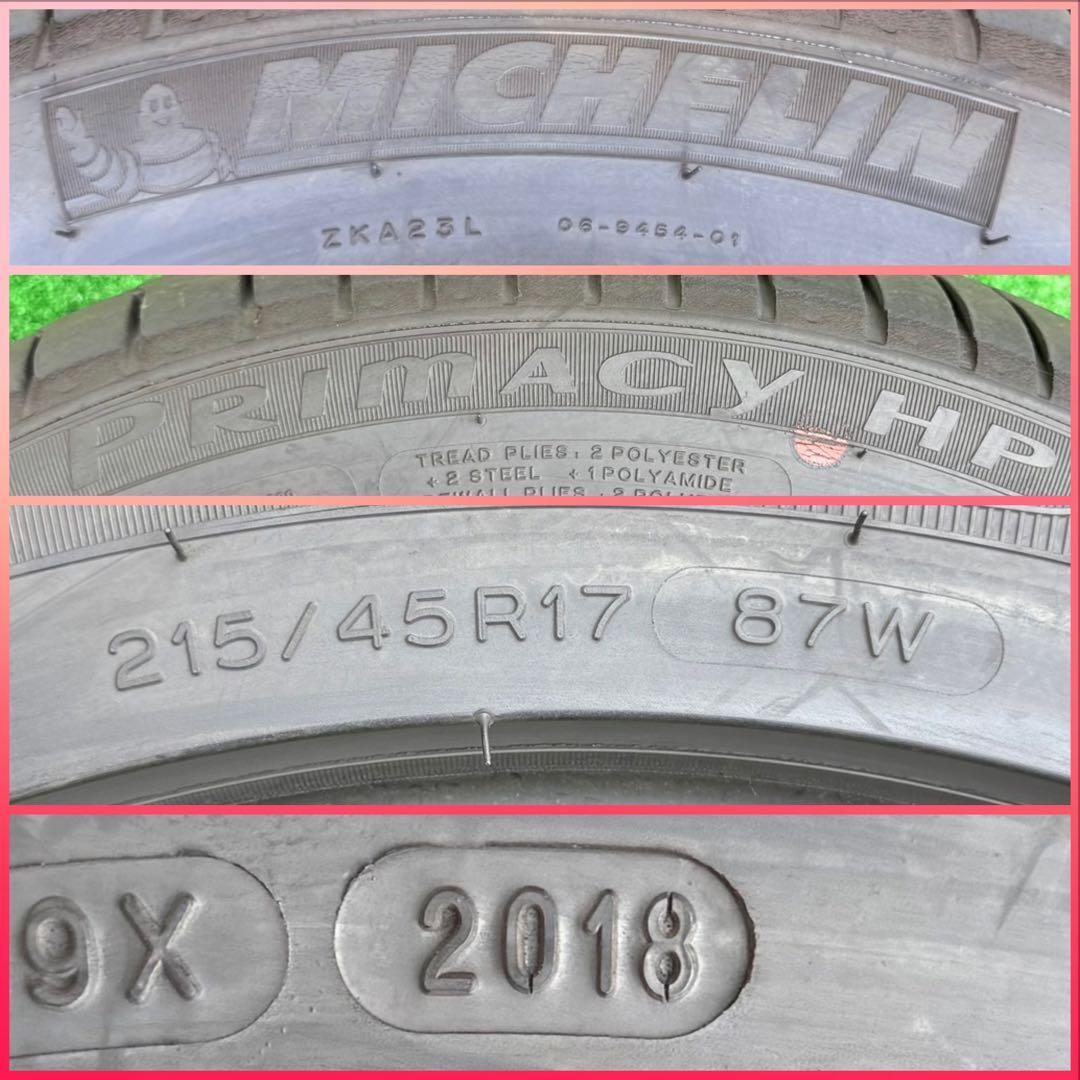 MICHELIN
ZKA23L 06-9454-01
PRIMACY HP
TREAD PLIES: 2 POLYESTER
+ 2 STEEL + 1 POLYAMIDE
215/45R17 87W
9X 2018